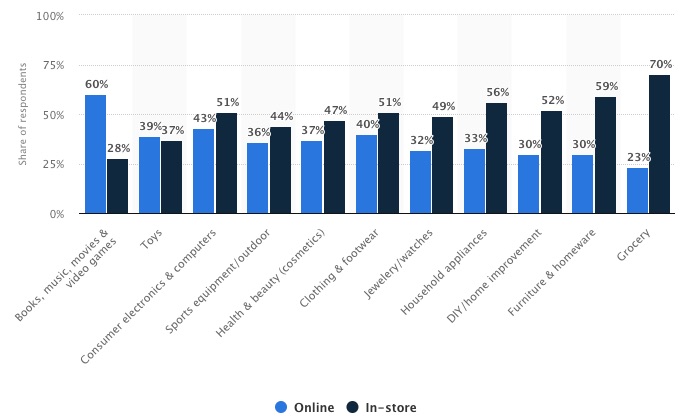 100%
75%
50%
25%
0%
Share of respondents
60%
28%
39%
37%
43%
51%
36%
44%
37%
47%
40%
51%
32%
49%
33%
56%
30%
52%
30%
59%
23%
70%
Books, music, movies &
video games
Toys
Consumer electronics & computers
Sports equipment/outdoor
Health & beauty (cosmetics)
Clothing & footwear
Jewelery/watches
Household appliances
DIY/home improvement
Furniture & homeware
Grocery
Online
In-store